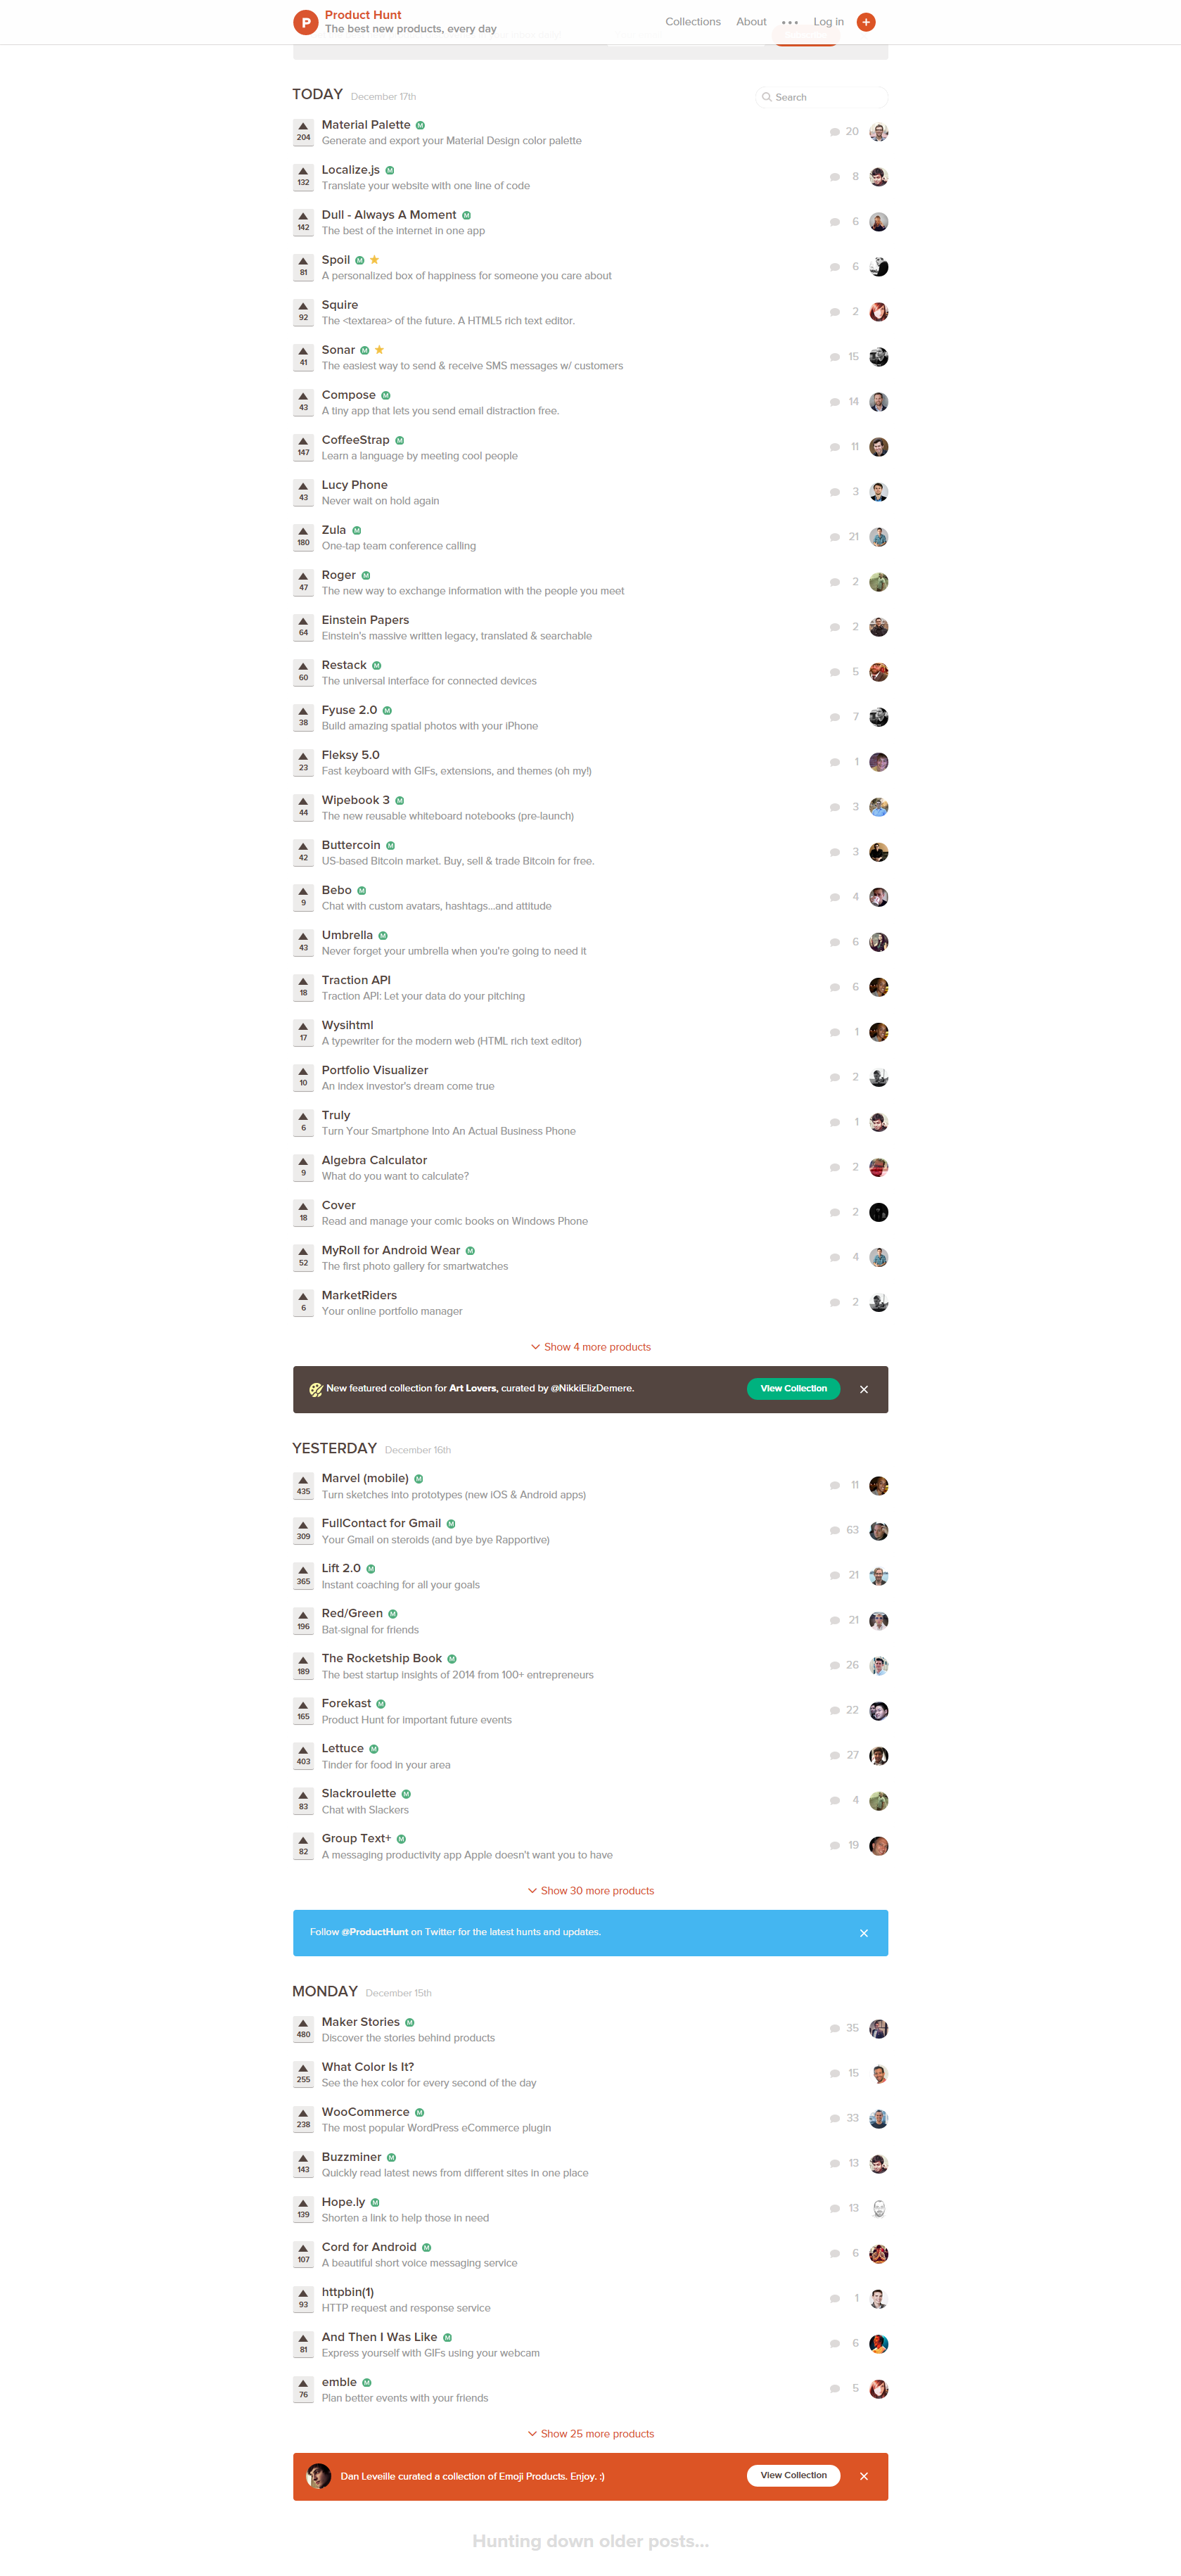 Product Hunt
The best new products, every day
Collections About ••• Log in +
TODAY December 17th Search
Material Palette M
204 Generate and export your Material Design color palette 20
Localize.js M
132 Translate your website with one line of code 8
Dull - Always A Moment M
142 The best of the internet in one app 6
Spoil M
81 A personalized box of happiness for someone you care about 6
Squire
92 The <textarea> of the future. A HTML5 rich text editor. 2
Sonar M
41 The easiest way to send & receive SMS messages w/ customers 15
Compose M
43 A tiny app that lets you send email distraction free. 14
CoffeeStrap M
147 Learn a language by meeting cool people 11
Lucy Phone
43 Never wait on hold again 3
Zula M
180 One-tap team conference calling 21
Roger M
47 The new way to exchange information with the people you meet 2
Einstein Papers
64 Einstein's massive written legacy, translated & searchable 2
Restack M
60 The universal interface for connected devices 5
Fyuse 2.0 M
38 Build amazing spatial photos with your iPhone 7
Fleksy 5.0
23 Fast keyboard with GIFs, extensions, and themes (oh my!) 1
Wipebook 3 M
44 The new reusable whiteboard notebooks (pre-launch) 3
Buttercoin M
42 US-based Bitcoin market. Buy, sell & trade Bitcoin for free. 3
Bebo M
9 Chat with custom avatars, hashtags...and attitude 4
Umbrella M
43 Never forget your umbrella when you're going to need it 6
Traction API
18 Traction API: Let your data do your pitching 6
Wysihtml
17 A typewriter for the modern web (HTML rich text editor) 1
Portfolio Visualizer
10 An index investor's dream come true 2
Truly
6 Turn Your Smartphone Into An Actual Business Phone 1
Algebra Calculator
9 What do you want to calculate? 2
Cover
18 Read and manage your comic books on Windows Phone 2
MyRoll for Android Wear M
52 The first photo gallery for smartwatches 4
MarketRiders
6 Your online portfolio manager 2
Show 4 more products
New featured collection for Art Lovers, curated by @NikkiElizDemere. View Collection
YESTERDAY December 16th
Marvel (mobile) M
435 Turn sketches into prototypes (new iOS & Android apps) 11
FullContact for Gmail M
309 Your Gmail on steroids (and bye bye Rapportive) 63
Lift 2.0 M
365 Instant coaching for all your goals 21
Red/Green M
196 Bat-signal for friends 21
The Rocketship Book M
189 The best startup insights of 2014 from 100+ entrepreneurs 26
Forekast M
165 Product Hunt for important future events 22
Lettuce M
403 Tinder for food in your area 27
Slackroulette M
83 Chat with Slackers 4
Group Text+ M
82 A messaging productivity app Apple doesn't want you to have 19
Show 30 more products
Follow @ProductHunt on Twitter for the latest hunts and updates.
MONDAY December 15th
Maker Stories M
480 Discover the stories behind products 35
What Color Is It?
255 See the hex color for every second of the day 15
WooCommerce M
238 The most popular WordPress eCommerce plugin 33
Buzzminer M
143 Quickly read latest news from different sites in one place 13
Hope.ly M
139 Shorten a link to help those in need 13
Cord for Android M
107 A beautiful short voice messaging service 6
httpbin(1)
93 HTTP request and response service 1
And Then I Was Like M
81 Express yourself with GIFs using your webcam 6
emble M
76 Plan better events with your friends 5
Show 25 more products
Dan Leveille curated a collection of Emoji Products. Enjoy. :) View Collection
Hunting down older posts...